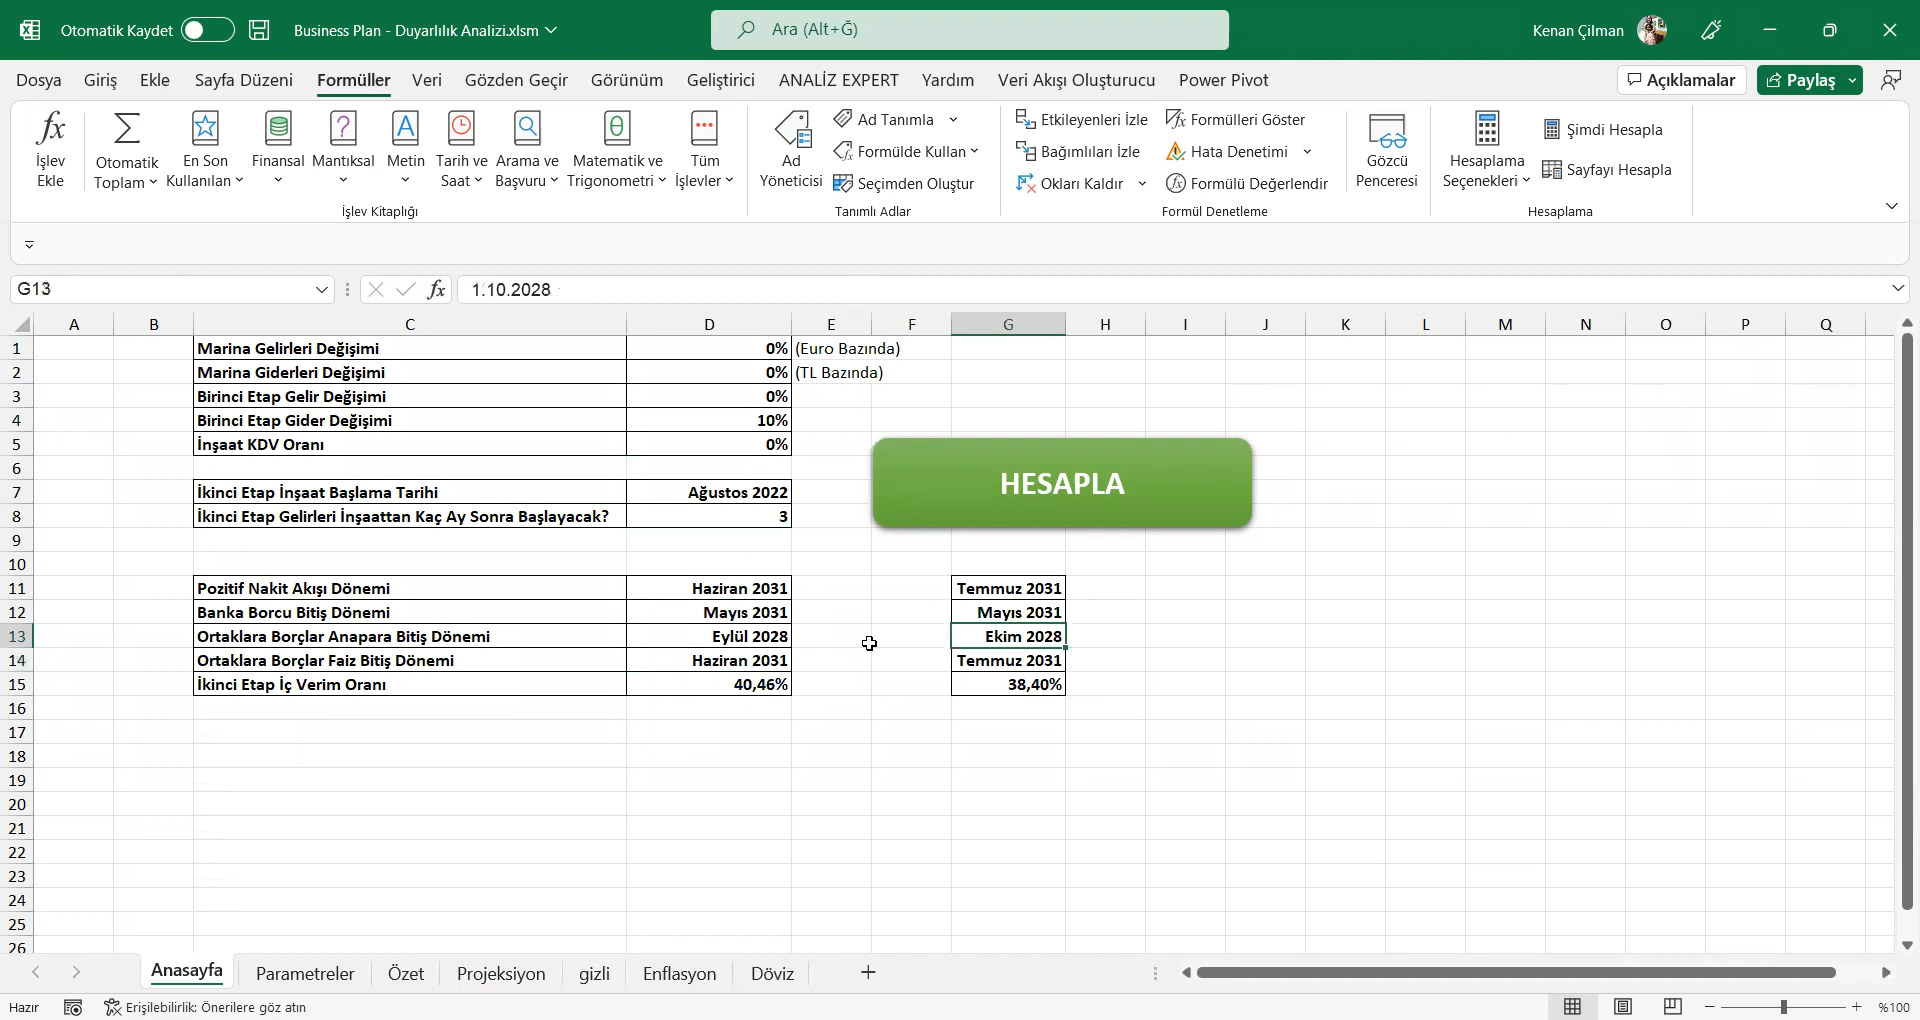 Otomatik Kaydet
Business Plan - Duyarlılık Analizi.xlsm
Ara (Alt+Ğ)
Kenan Çilman
Dosya Giriş Ekle Sayfa Düzeni Formüller Veri Gözden Geçir Görünüm Geliştirici ANALİZ EXPERT Yardım Veri Akışı Oluşturucu Power Pivot
Açıklamalar Paylaş
İşlev Ekle
Otomatik Toplam
En Son Kullanılan
Finansal
Mantıksal
Metin
Tarih ve Saat
Arama ve Başvuru
Matematik ve Trigonometri
Tüm İşlevler
İşlev Kitaplığı
Ad Yöneticisi
Ad Tanımla
Formülde Kullan
Seçimden Oluştur
Tanımlı Adlar
Etkileyenleri İzle
Bağımlıları İzle
Okları Kaldır
Formülleri Göster
Hata Denetimi
Formülü Değerlendir
Formül Denetleme
Gözcü Penceresi
Hesaplama Seçenekleri
Şimdi Hesapla
Sayfayı Hesapla
Hesaplama
G13 fx 1.10.2028
A B C D E F G H I J K L M N O P Q
1 Marina Gelirleri Değişimi 0% (Euro Bazında)
2 Marina Giderleri Değişimi 0% (TL Bazında)
3 Birinci Etap Gelir Değişimi 0%
4 Birinci Etap Gider Değişimi 10%
5 İnşaat KDV Oranı 0%
6
HESAPLA
7 İkinci Etap İnşaat Başlama Tarihi Ağustos 2022
8 İkinci Etap Gelirleri İnşaattan Kaç Ay Sonra Başlayacak? 3
9
10
11 Pozitif Nakit Akışı Dönemi Haziran 2031 Temmuz 2031
12 Banka Borcu Bitiş Dönemi Mayıs 2031 Mayıs 2031
13 Ortaklara Borçlar Anapara Bitiş Dönemi Eylül 2028 Ekim 2028
14 Ortaklara Borçlar Faiz Bitiş Dönemi Haziran 2031 Temmuz 2031
15 İkinci Etap İç Verim Oranı 40,46% 38,40%
16
17
18
19
20
21
22
23
24
25
26
Anasayfa Parametreler Özet Projeksiyon gizli Enflasyon Döviz
Hazır Erişilebilirlik: Önerilere göz atın %100